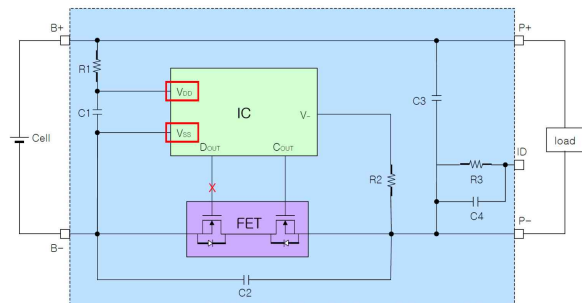 B+
P+
R1
VDD
IC
C1
V-
C3
Cell
VSS
ID
load
DOUT
COUT
R2
R3
X
C4
FET
B-
P-
C2